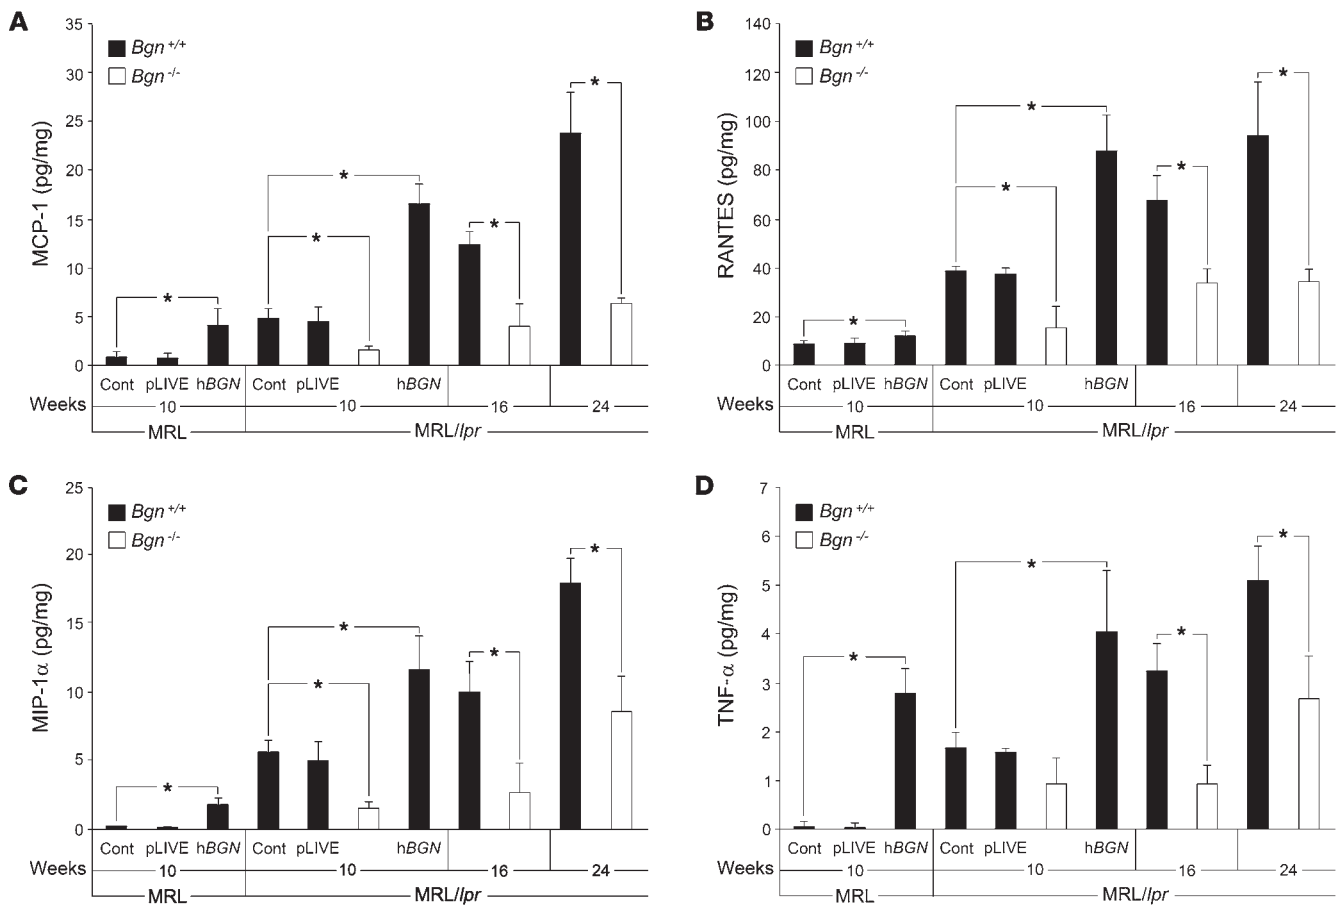 A
35
30
25
20
15
10
5
0
MCP-1 (pg/mg)
Bgn +/+
Bgn -/-
*
*
*
*
*
Cont pLIVE hBGN Cont pLIVE hBGN
Weeks 10 10 16 24
MRL MRL/lpr
B
140
120
100
80
60
40
20
0
RANTES (pg/mg)
Bgn +/+
Bgn -/-
*
*
*
*
*
Cont pLIVE hBGN Cont pLIVE hBGN
Weeks 10 10 16 24
MRL MRL/lpr
C
25
20
15
10
5
0
MIP-1α (pg/mg)
Bgn +/+
Bgn -/-
*
*
*
*
*
Cont pLIVE hBGN Cont pLIVE hBGN
Weeks 10 10 16 24
MRL MRL/lpr
D
7
6
5
4
3
2
1
0
TNF-α (pg/mg)
Bgn +/+
Bgn -/-
*
*
*
*
Cont pLIVE hBGN Cont pLIVE hBGN
Weeks 10 10 16 24
MRL MRL/lpr